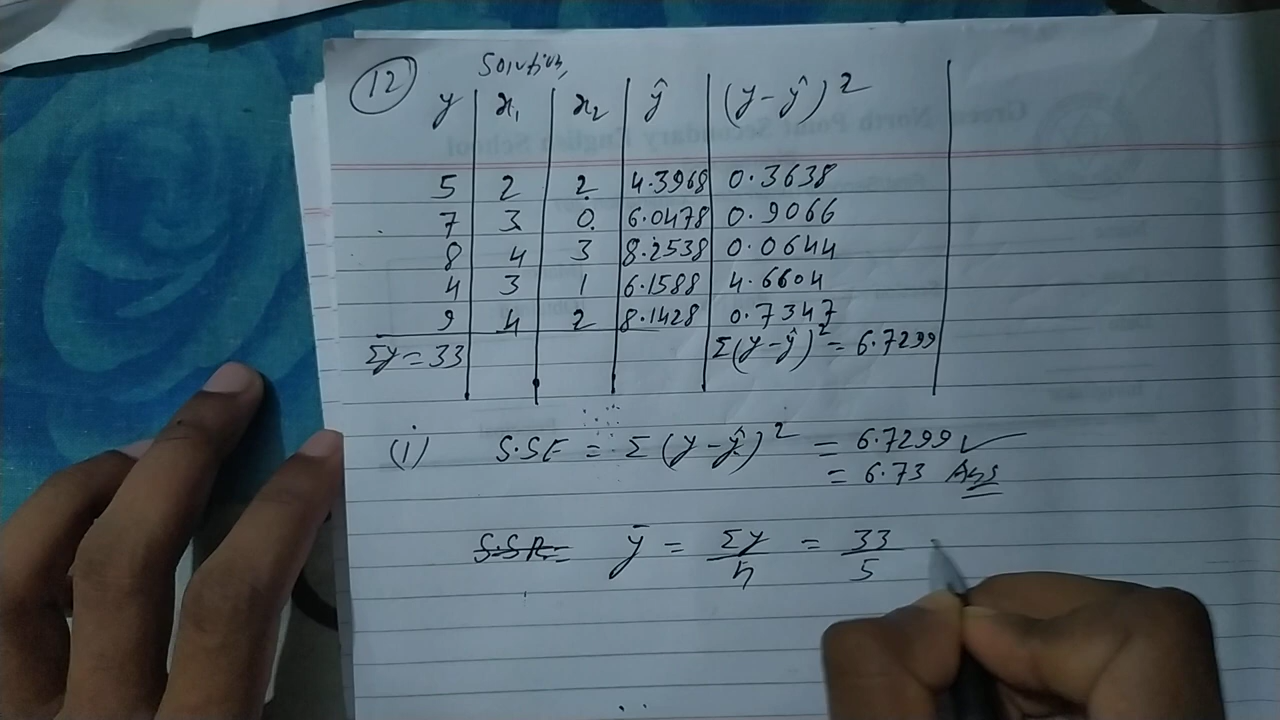 12 Solution,
y x₁ x₂ ŷ (y-ŷ)²
5 2 2 4.3968 0.3638
7 3 0 6.0478 0.9066
8 4 3 8.2538 0.0644
4 3 1 6.1588 4.6604
9 4 2 8.1428 0.7347
Σy = 33 Σ(y-ŷ)² = 6.7299
(i) S.SE = Σ(y-ŷ)² = 6.7299 ✓
= 6.73 Ans
S.SR = ȳ = Σy/n = 33/5